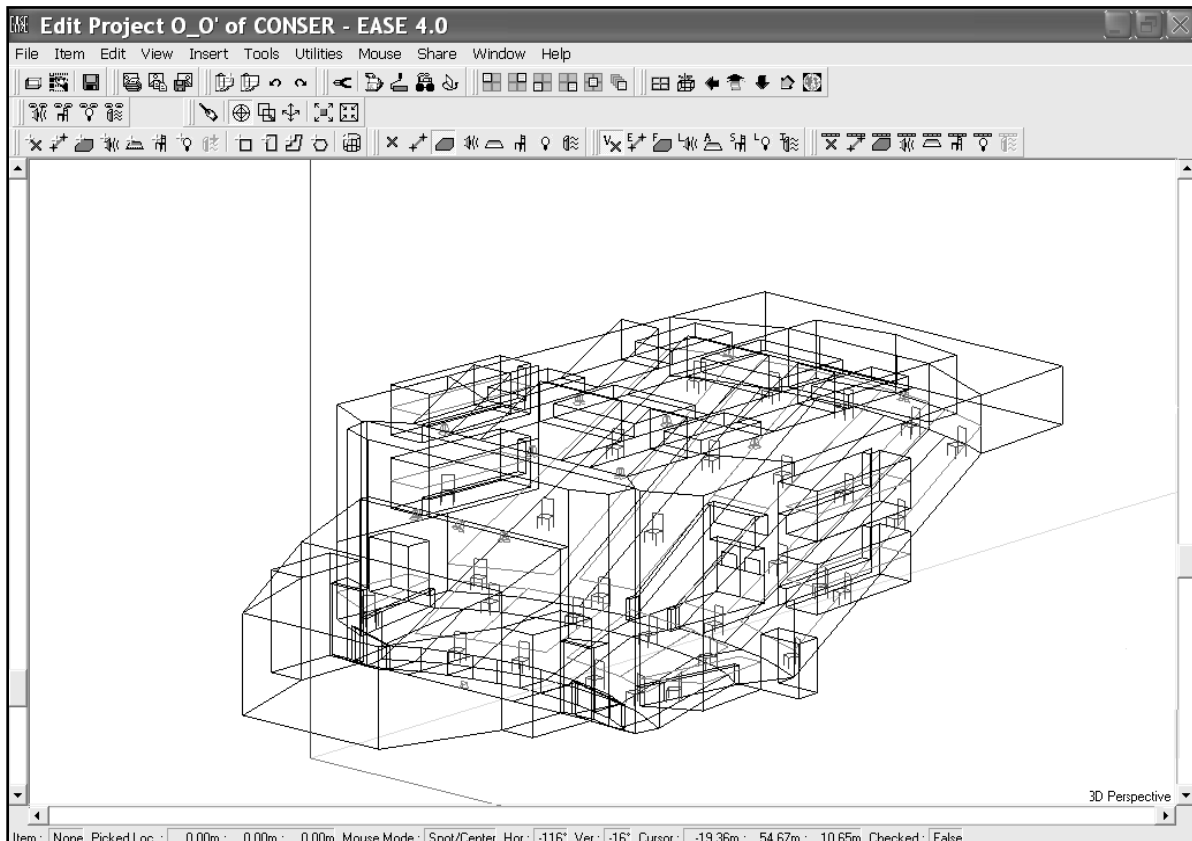 EASE Edit Project O_O' of CONSER - EASE 4.0
File Item Edit View Insert Tools Utilities Mouse Share Window Help
3D Perspective
Item : None Picked Loc. : 0.00m : 0.00m : 0.00m Mouse Mode : Spot/Center Hor : -116° Ver : -16° Cursor : -19.36m : 54.67m : 10.65m Checked : False